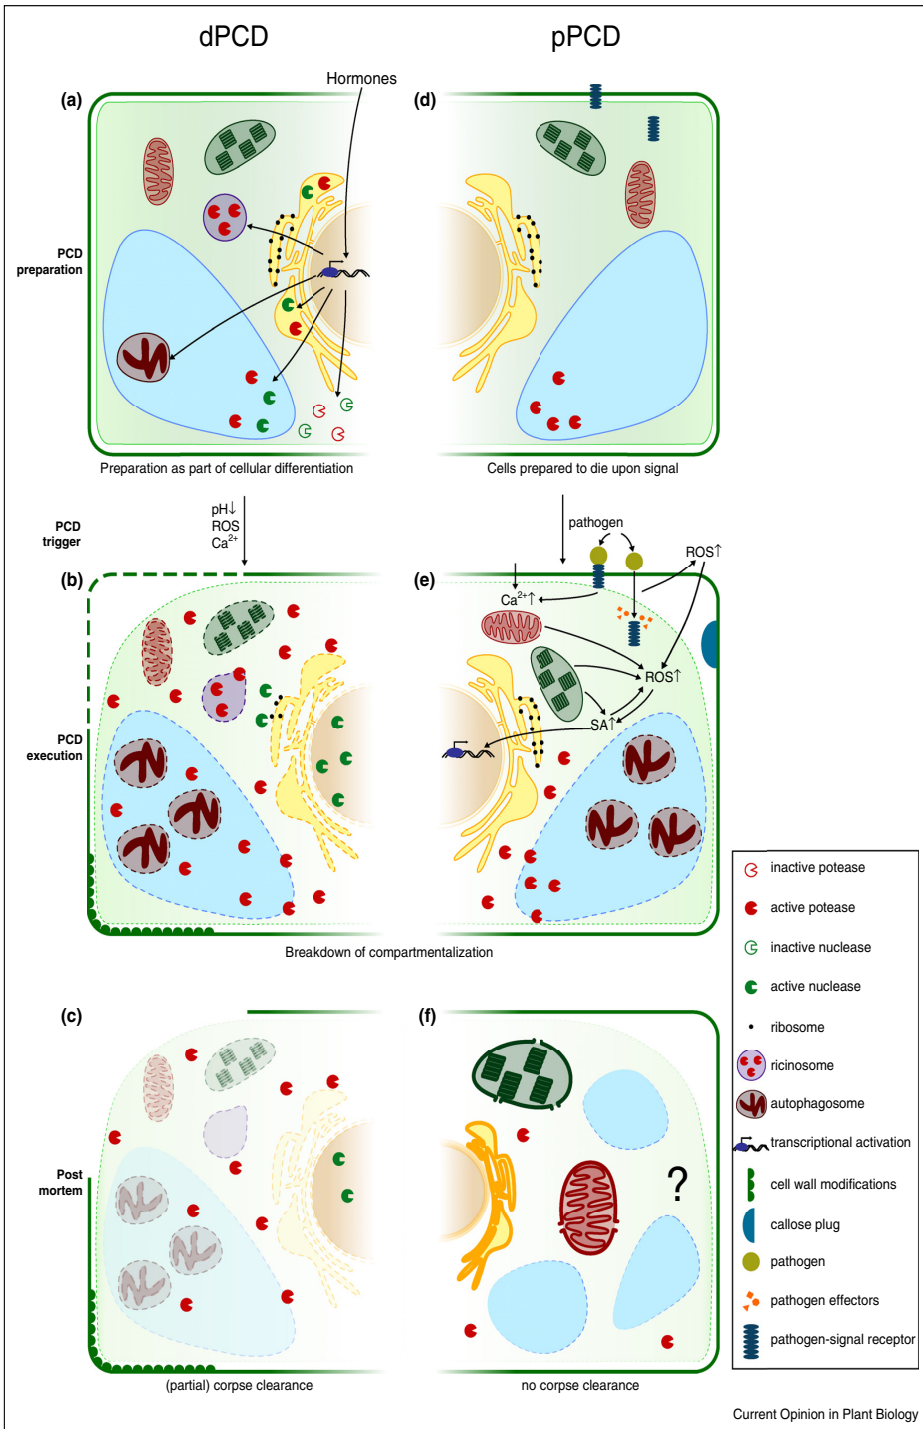 dPCD
pPCD
Hormones
(a)
(d)
PCD
preparation
Preparation as part of cellular differentiation
Cells prepared to die upon signal
PCD
trigger
pH↓
ROS
Ca²⁺
pathogen
ROS↑
(b)
(e)
Ca²⁺↑
ROS↑
SA↑
PCD
execution
Breakdown of compartmentalization
inactive potease
active potease
inactive nuclease
active nuclease
ribosome
ricinosome
autophagosome
transcriptional activation
cell wall modifications
callose plug
pathogen
pathogen effectors
pathogen-signal receptor
(c)
(f)
Post
mortem
?
(partial) corpse clearance
no corpse clearance
Current Opinion in Plant Biology